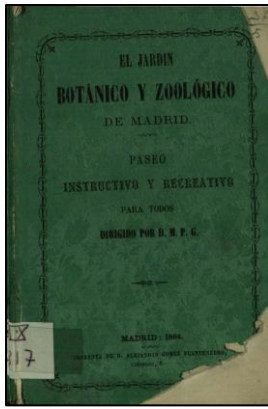 EL JARDIN
BOTÁNICO Y ZOOLÓGICO
DE MADRID.
PASEO
INSTRUCTIVO Y RECREATIVO
PARA TODOS
DIRIGIDO POR D. M. P. G.
MADRID:
IMPRENTA DE D. ALEJANDRO GOMEZ FUENTENEBRO,